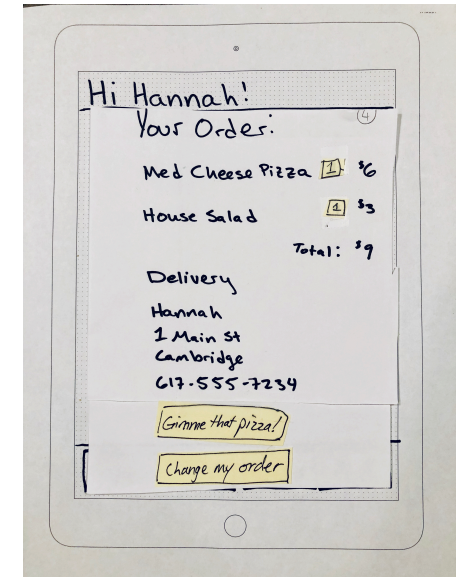 Hi Hannah!
4
Your Order:
Med Cheese Pizza 1 $6
House Salad 1 $3
Total: $9
Delivery
Hannah
1 Main St
Cambridge
617-555-7234
Gimme that pizza!
Change my order